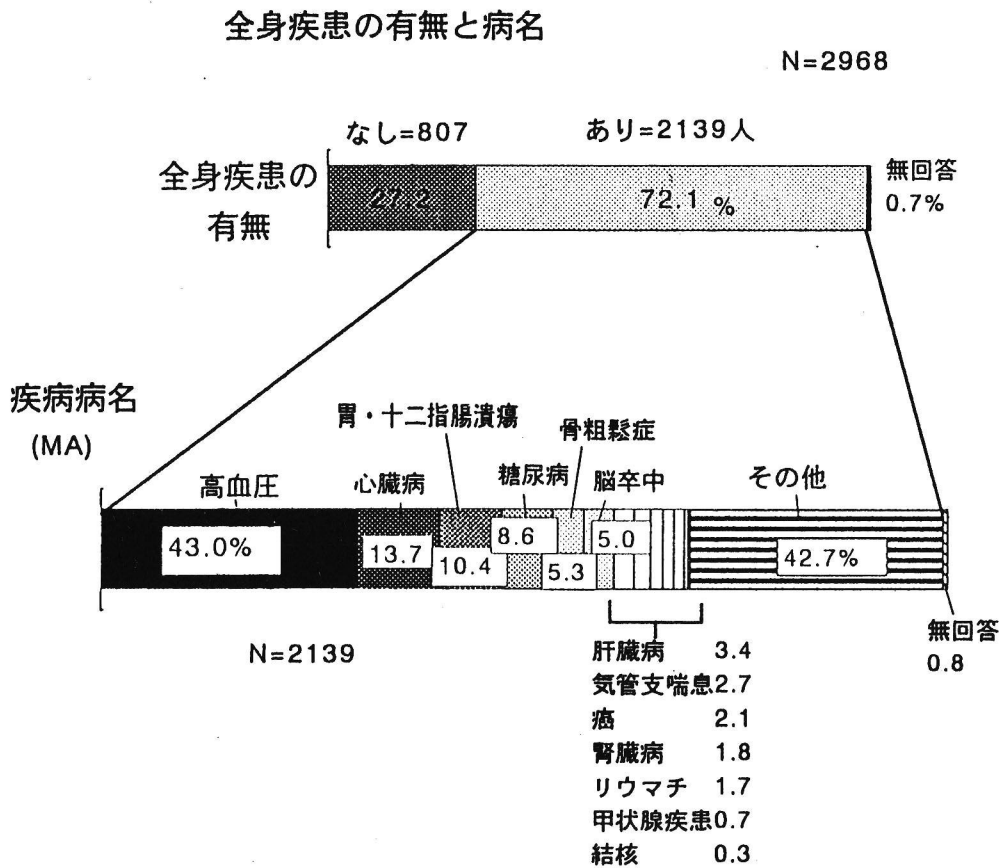 全身疾患の有無と病名
N=2968
なし=807
あり=2139人
全身疾患の
有無
27.2
72.1 %
無回答
0.7%
疾病病名
(MA)
胃・十二指腸潰瘍
骨粗鬆症
高血圧
心臓病
糖尿病
脳卒中
その他
43.0%
13.7
10.4
8.6
5.3
5.0
42.7%
無回答
0.8
N=2139
肝臓病 3.4
気管支喘息2.7
癌 2.1
腎臓病 1.8
リウマチ 1.7
甲状腺疾患0.7
結核 0.3